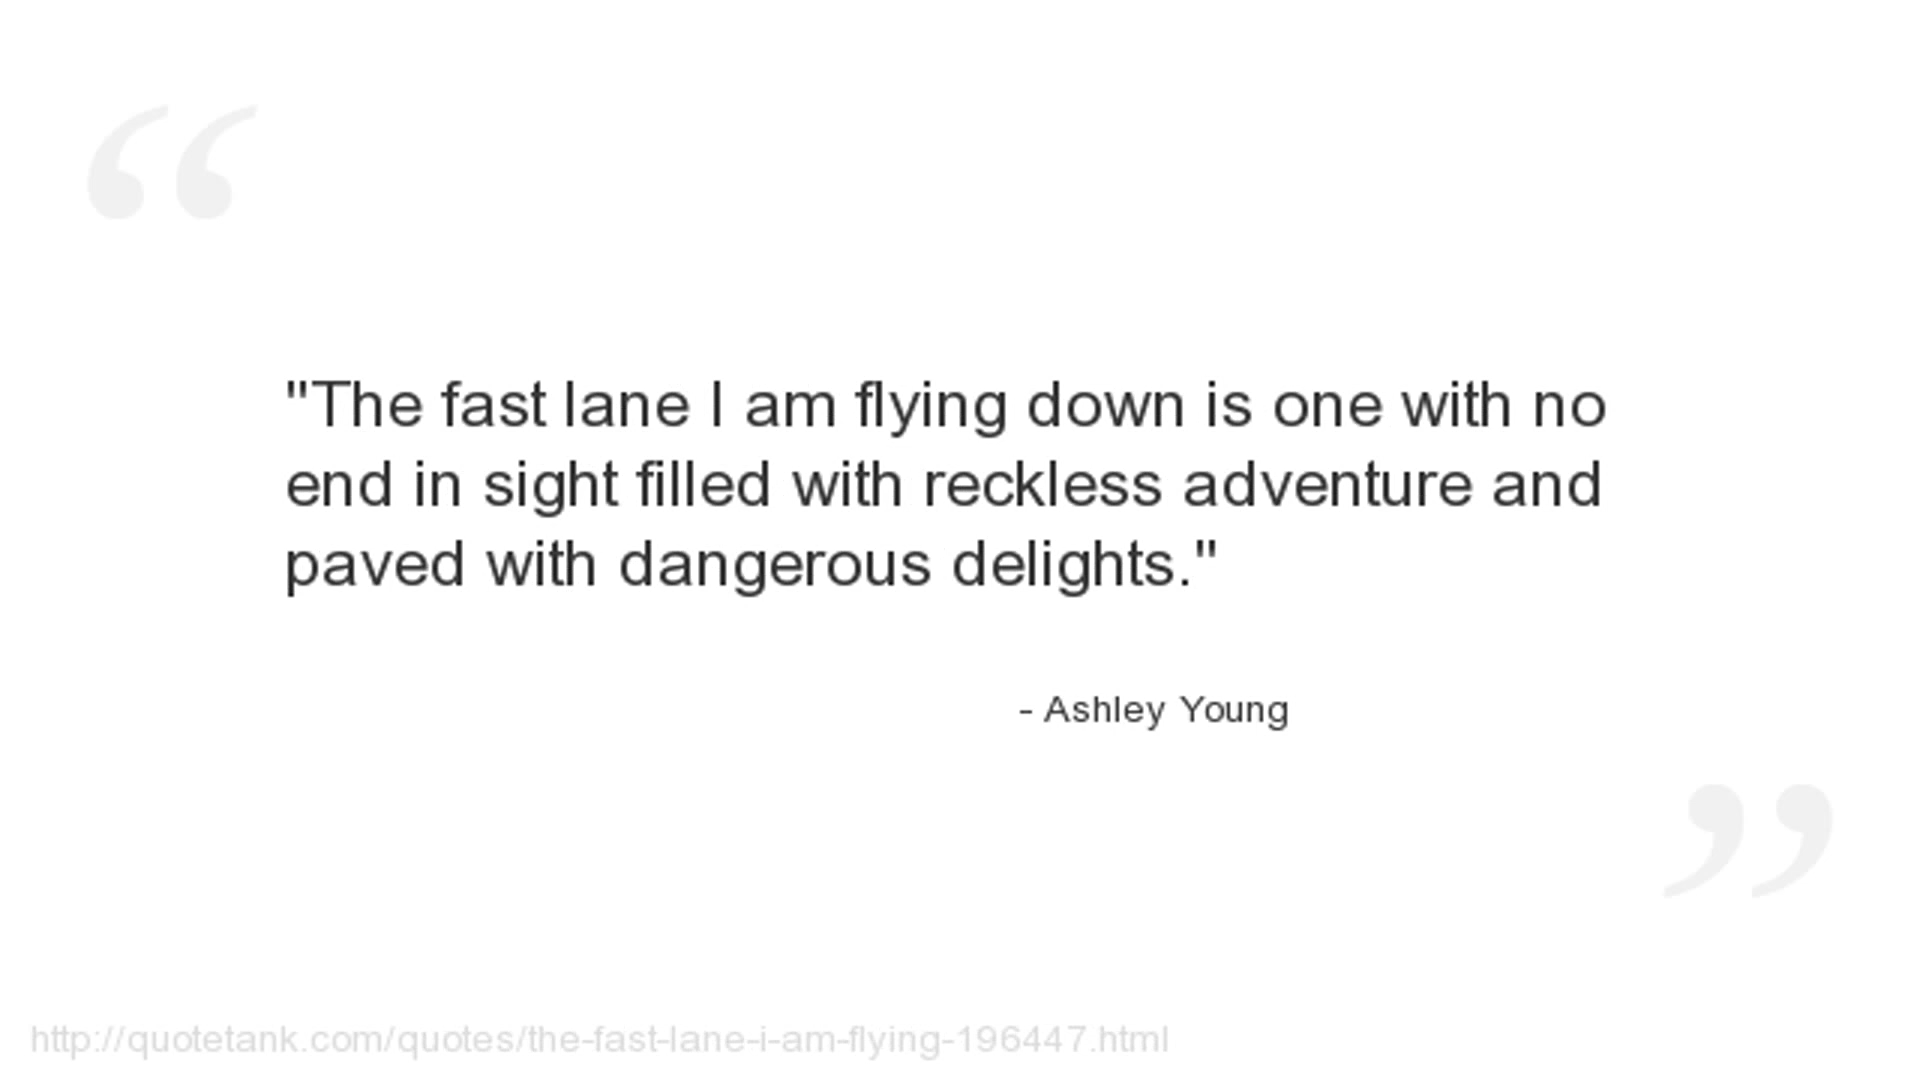 "The fast lane I am flying down is one with no
end in sight filled with reckless adventure and
paved with dangerous delights."
- Ashley Young
http://quotetank.com/quotes/the-fast-lane-i-am-flying-196447.html